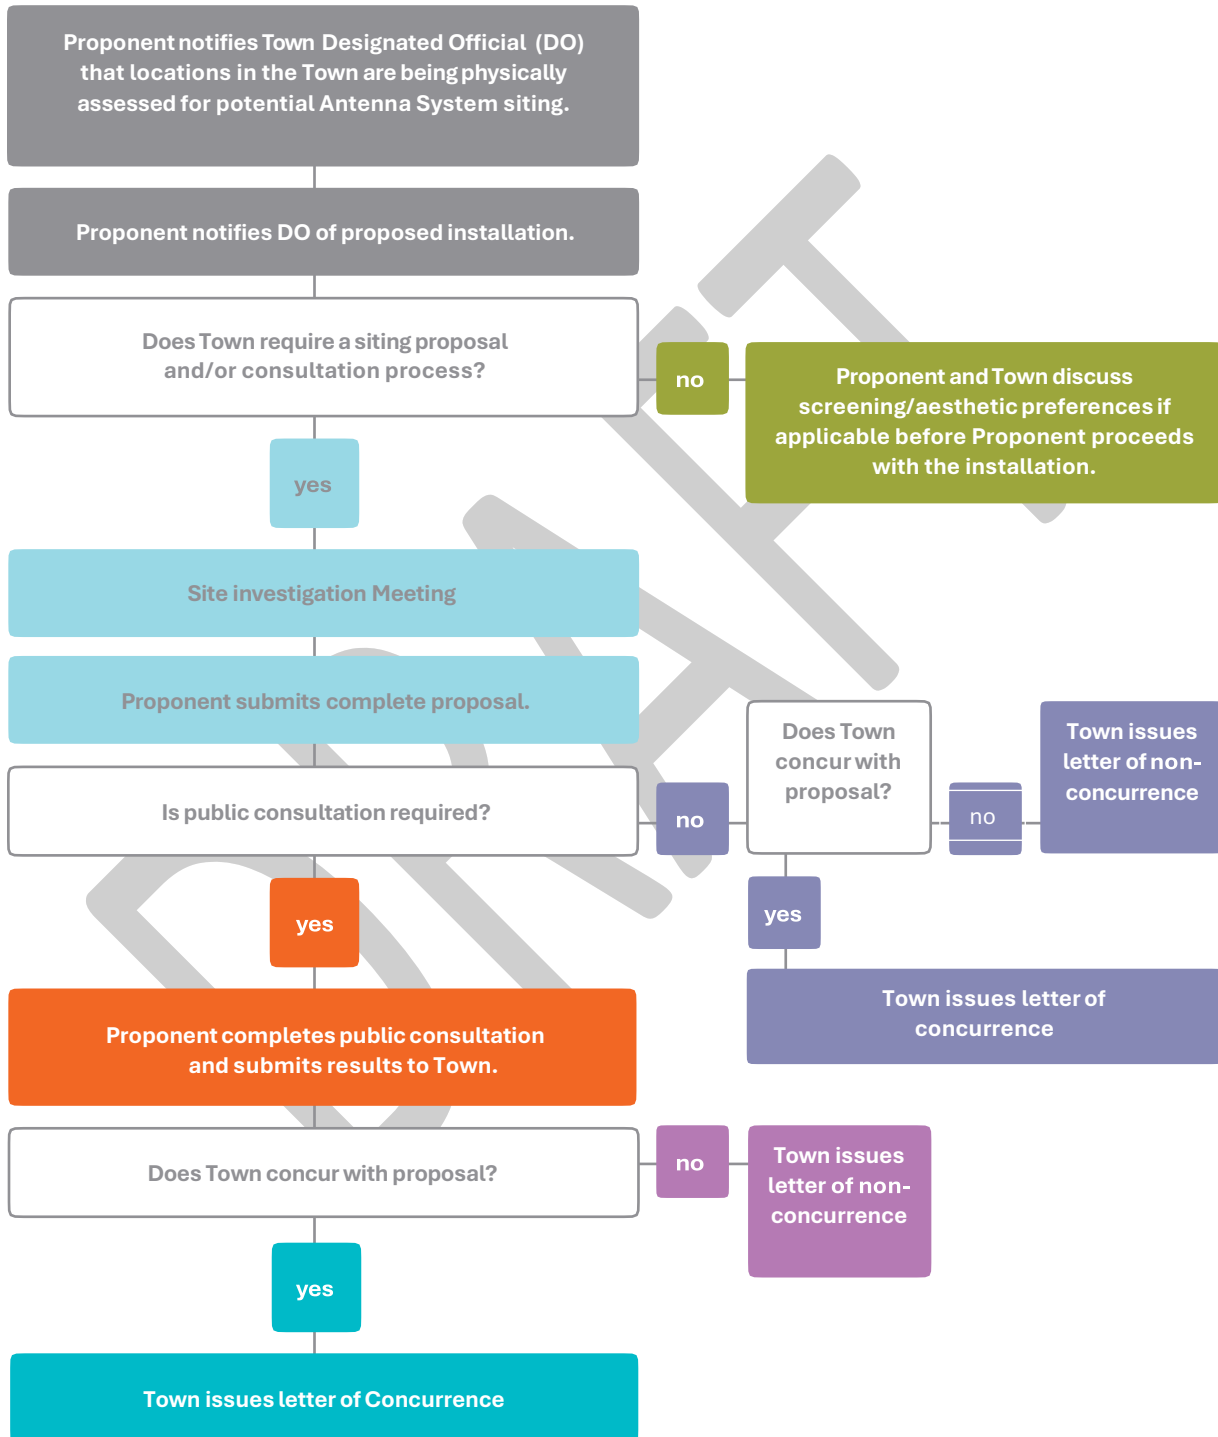 Proponent notifies Town Designated Official (DO)
that locations in the Town are being physically
assessed for potential Antenna System siting.
Proponent notifies DO of proposed installation.
Does Town require a siting proposal
and/or consultation process?
no
Proponent and Town discuss
screening/aesthetic preferences if
applicable before Proponent proceeds
with the installation.
yes
Site investigation Meeting
Proponent submits complete proposal.
Is public consultation required?
no
Does Town
concur with
proposal?
no
Town issues
letter of non-
concurrence
yes
Town issues letter of
concurrence
yes
Proponent completes public consultation
and submits results to Town.
Does Town concur with proposal?
no
Town issues
letter of non-
concurrence
yes
Town issues letter of Concurrence
DRAFT